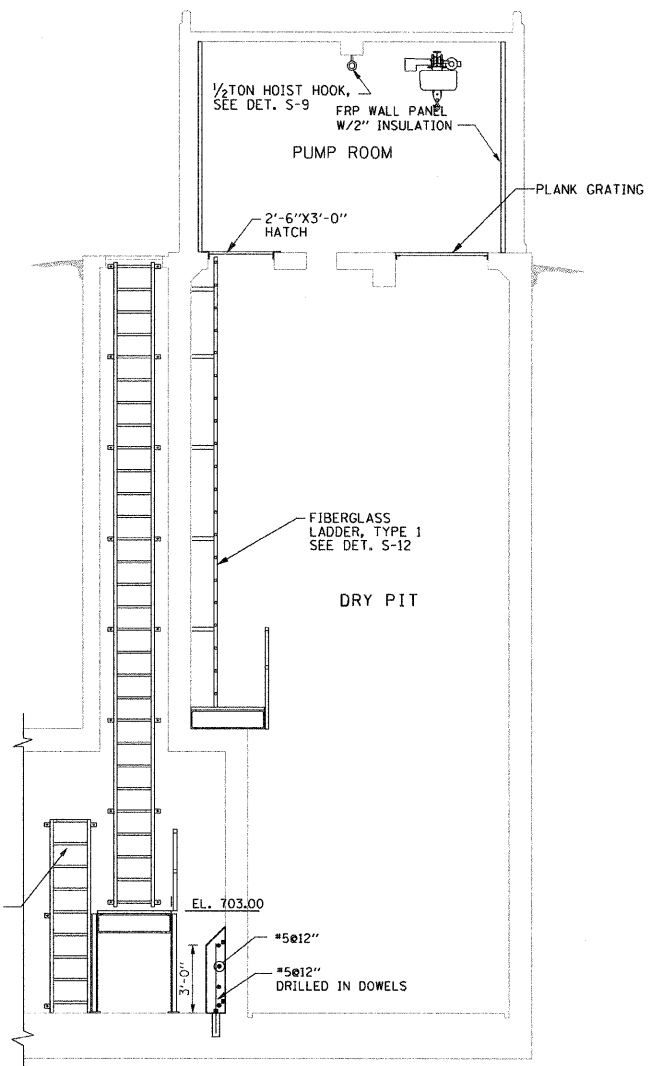 ½TON HOIST HOOK,
SEE DET. S-9
FRP WALL PANEL
W/2" INSULATION
PUMP ROOM
PLANK GRATING
2'-6"X3'-0"
HATCH
FIBERGLASS
LADDER, TYPE 1
SEE DET. S-12
DRY PIT
EL. 703.00
#5@12"
3'-0"
#5@12"
DRILLED IN DOWELS